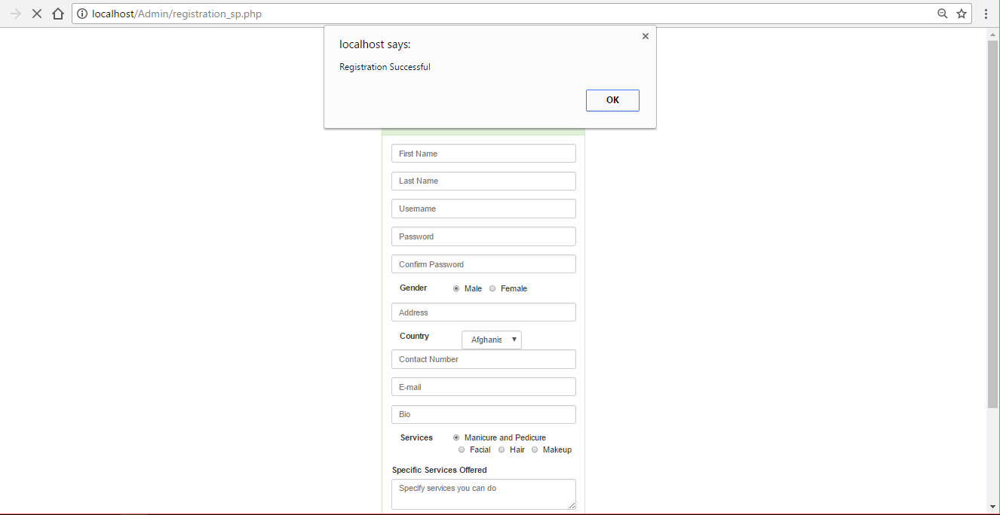 localhost/Admin/registration_sp.php
localhost says:
Registration Successful
OK
First Name
Last Name
Username
Password
Confirm Password
Gender Male Female
Address
Country Afghanis
Contact Number
E-mail
Bio
Services Manicure and Pedicure
Facial Hair Makeup
Specific Services Offered
Specify services you can do